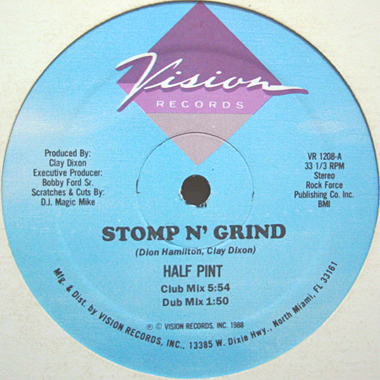 Vision
RECORDS
Produced By:
Clay Dixon
Executive Producer:
Bobby Ford Sr.
Scratches & Cuts By:
D.J. Magic Mike
VR 1208-A
33 1/3 RPM
Stereo
Rock Force
Publishing Co. Inc.
BMI
STOMP N' GRIND
(Dion Hamilton, Clay Dixon)
HALF PINT
Club Mix 5:54
Dub Mix 1:50
℗ © VISION RECORDS, INC. 1988
Mfg. & Dist. by VISION RECORDS, INC., 13385 W. Dixie Hwy., North Miami, FL 33161